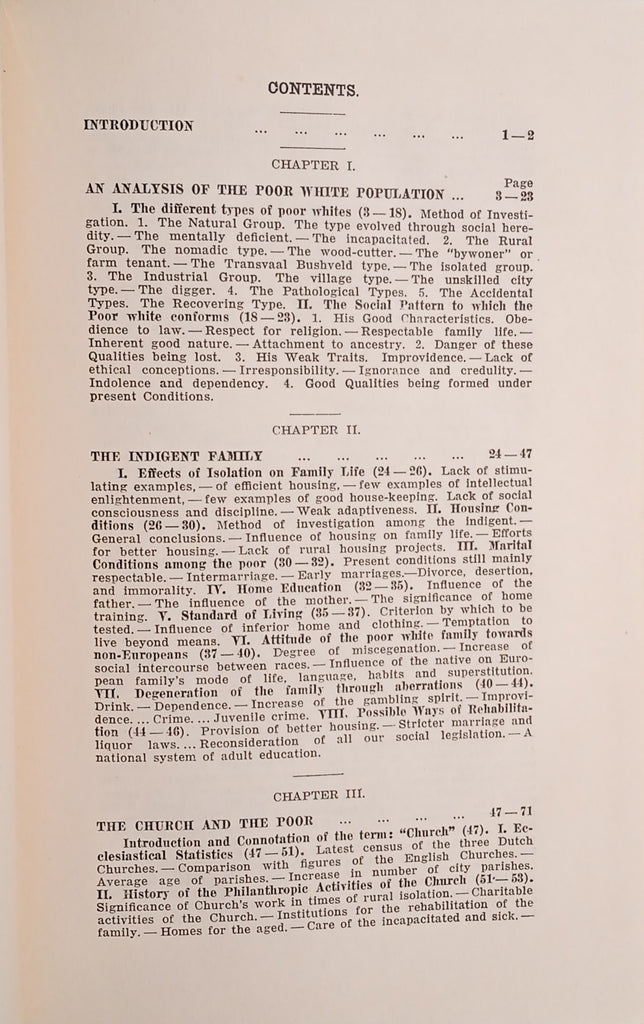 CONTENTS.
INTRODUCTION ... ... ... ... ... ... 1—2
CHAPTER I.
Page
AN ANALYSIS OF THE POOR WHITE POPULATION ... 3—23
I. The different types of poor whites (3—18). Method of Investi-
gation. 1. The Natural Group. The type evolved through social here-
dity.—The mentally deficient.—The incapacitated. 2. The Rural
Group. The nomadic type.—The wood-cutter.—The "bywoner" or
farm tenant.—The Transvaal Bushveld type.—The isolated group.
3. The Industrial Group. The village type.—The unskilled city
type.—The digger. 4. The Pathological Types. 5. The Accidental
Types. The Recovering Type. II. The Social Pattern to which the
Poor white conforms (18—23). 1. His Good Characteristics. Obe-
dience to law.—Respect for religion.—Respectable family life.—
Inherent good nature.—Attachment to ancestry. 2. Danger of these
Qualities being lost. 3. His Weak Traits. Improvidence.—Lack of
ethical conceptions.—Irresponsibility.—Ignorance and credulity.—
Indolence and dependency. 4. Good Qualities being formed under
present Conditions.
CHAPTER II.
THE INDIGENT FAMILY ... ... ... ... ... 24—47
I. Effects of Isolation on Family Life (24—26). Lack of stimu-
lating examples,—of efficient housing,—few examples of intellectual
enlightenment,—few examples of good house-keeping. Lack of social
consciousness and discipline.—Weak adaptiveness. II. Housing Con-
ditions (26—30). Method of investigation among the indigent.—
General conclusions.—Influence of housing on family life.—Efforts
for better housing.—Lack of rural housing projects. III. Marital
Conditions among the poor (30—32). Present conditions still mainly
respectable.—Intermarriage.—Early marriages.—Divorce, desertion,
and immorality. IV. Home Education (32—35). Influence of the
father.—The influence of the mother.—The significance of home
training. V. Standard of Living (35—37). Criterion by which to be
tested.—Influence of inferior home and clothing.—Temptation to
live beyond means. VI. Attitude of the poor white family towards
non-Europeans (37—40). Degree of miscegenation.—Increase of
social intercourse between races.—Influence of the native on Euro-
pean family's mode of life, language, habits and superstitution.
VII. Degeneration of the family through aberrations (40—44).
Drink.—Dependence.—Increase of the gambling spirit.—Improvi-
dence. ... Crime. ... Juvenile crime. VIII. Possible Ways of Rehabilita-
tion (44—46). Provision of better housing.—Stricter marriage and
liquor laws. ... Reconsideration of all our social legislation.—A
national system of adult education.
CHAPTER III.
THE CHURCH AND THE POOR ... ... ... ... 47—71
Introduction and Connotation of the term: "Church" (47). I. Ec-
clesiastical Statistics (47—51). Latest census of the three Dutch
Churches.—Comparison with figures of the English Churches.—
Average age of parishes.—Increase in number of city parishes.
II. History of the Philanthropic Activities of the Church (51—53).
Significance of Church's work in times of rural isolation.—Charitable
activities of the Church.—Institutions for the rehabilitation of the
family.—Homes for the aged.—Care of the incapacitated and sick.—